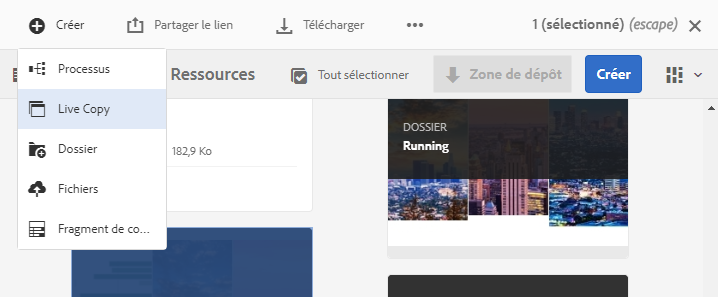 Créer
Partager le lien
Télécharger
1 (sélectionné) (escape)
Processus
Live Copy
Dossier
Fichiers
Fragment de co...
Ressources
Tout sélectionner
Zone de dépôt
Créer
182,9 Ko
DOSSIER
Running